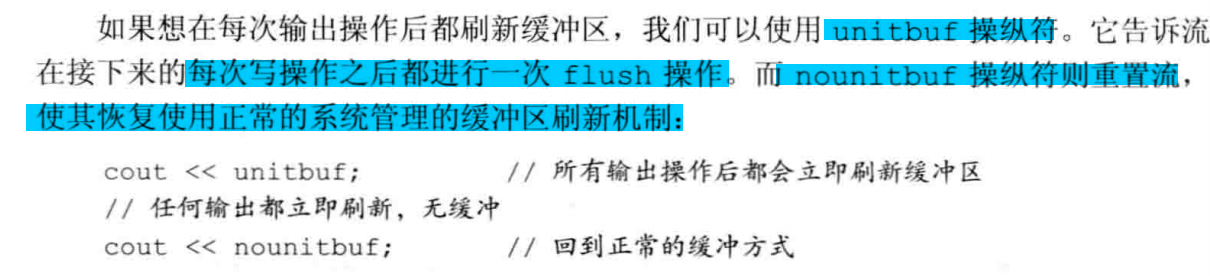 如果想在每次输出操作后都刷新缓冲区，我们可以使用 unitbuf 操纵符。它告诉流
在接下来的每次写操作之后都进行一次 flush 操作。而 nounitbuf 操纵符则重置流，
使其恢复使用正常的系统管理的缓冲区刷新机制：
cout << unitbuf; // 所有输出操作后都会立即刷新缓冲区
// 任何输出都立即刷新，无缓冲
cout << nounitbuf; // 回到正常的缓冲方式